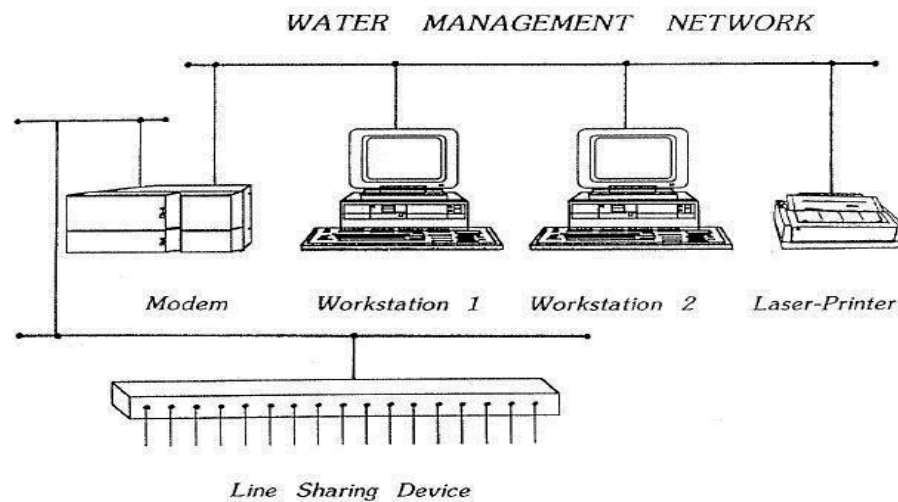 WATER MANAGEMENT NETWORK
Modem
Workstation 1
Workstation 2
Laser-Printer
Line Sharing Device